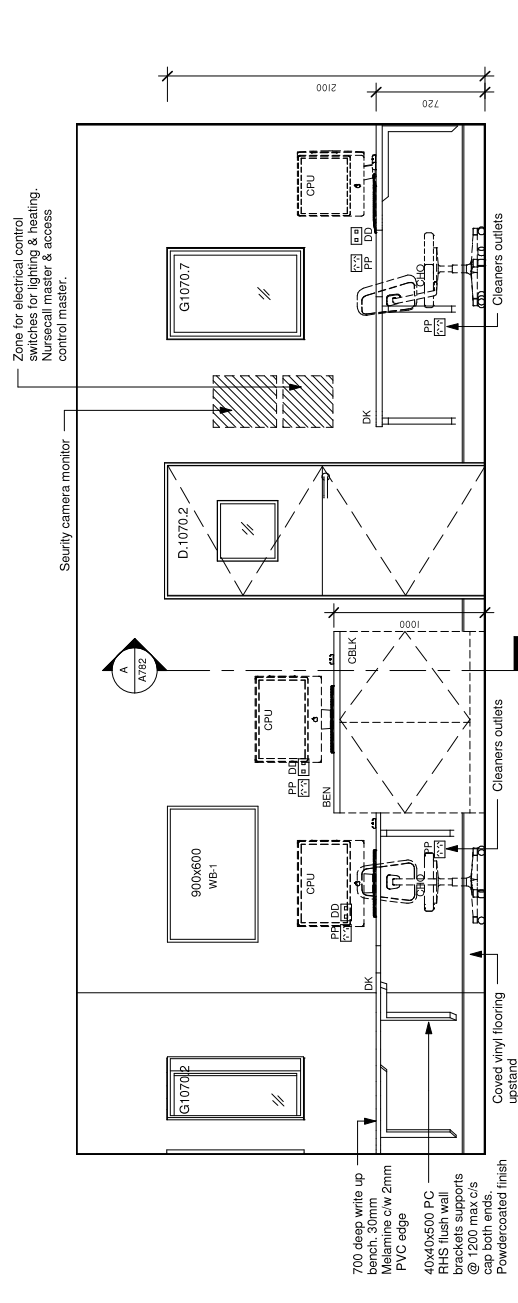 Zone for electrical control
switches for lighting & heating.
Nursecall master & access
control master.
Seurity camera monitor
2100
720
1000
G1070.2
900x600
WB-1
A
A782
D.1070.2
G1070.7
CPU
CPU
CPU
PP
DD
PP
DD
PP
DD
DK
BEN
CBLK
DK
CHO
CHO
PP
PP
Cleaners outlets
Cleaners outlets
700 deep write up
bench. 30mm
Melamine c/w 2mm
PVC edge
40x40x500 PC
RHS flush wall
brackets supports
@ 1200 max c/s
cap both ends.
Powdercoated finish
Coved vinyl flooring
upstand